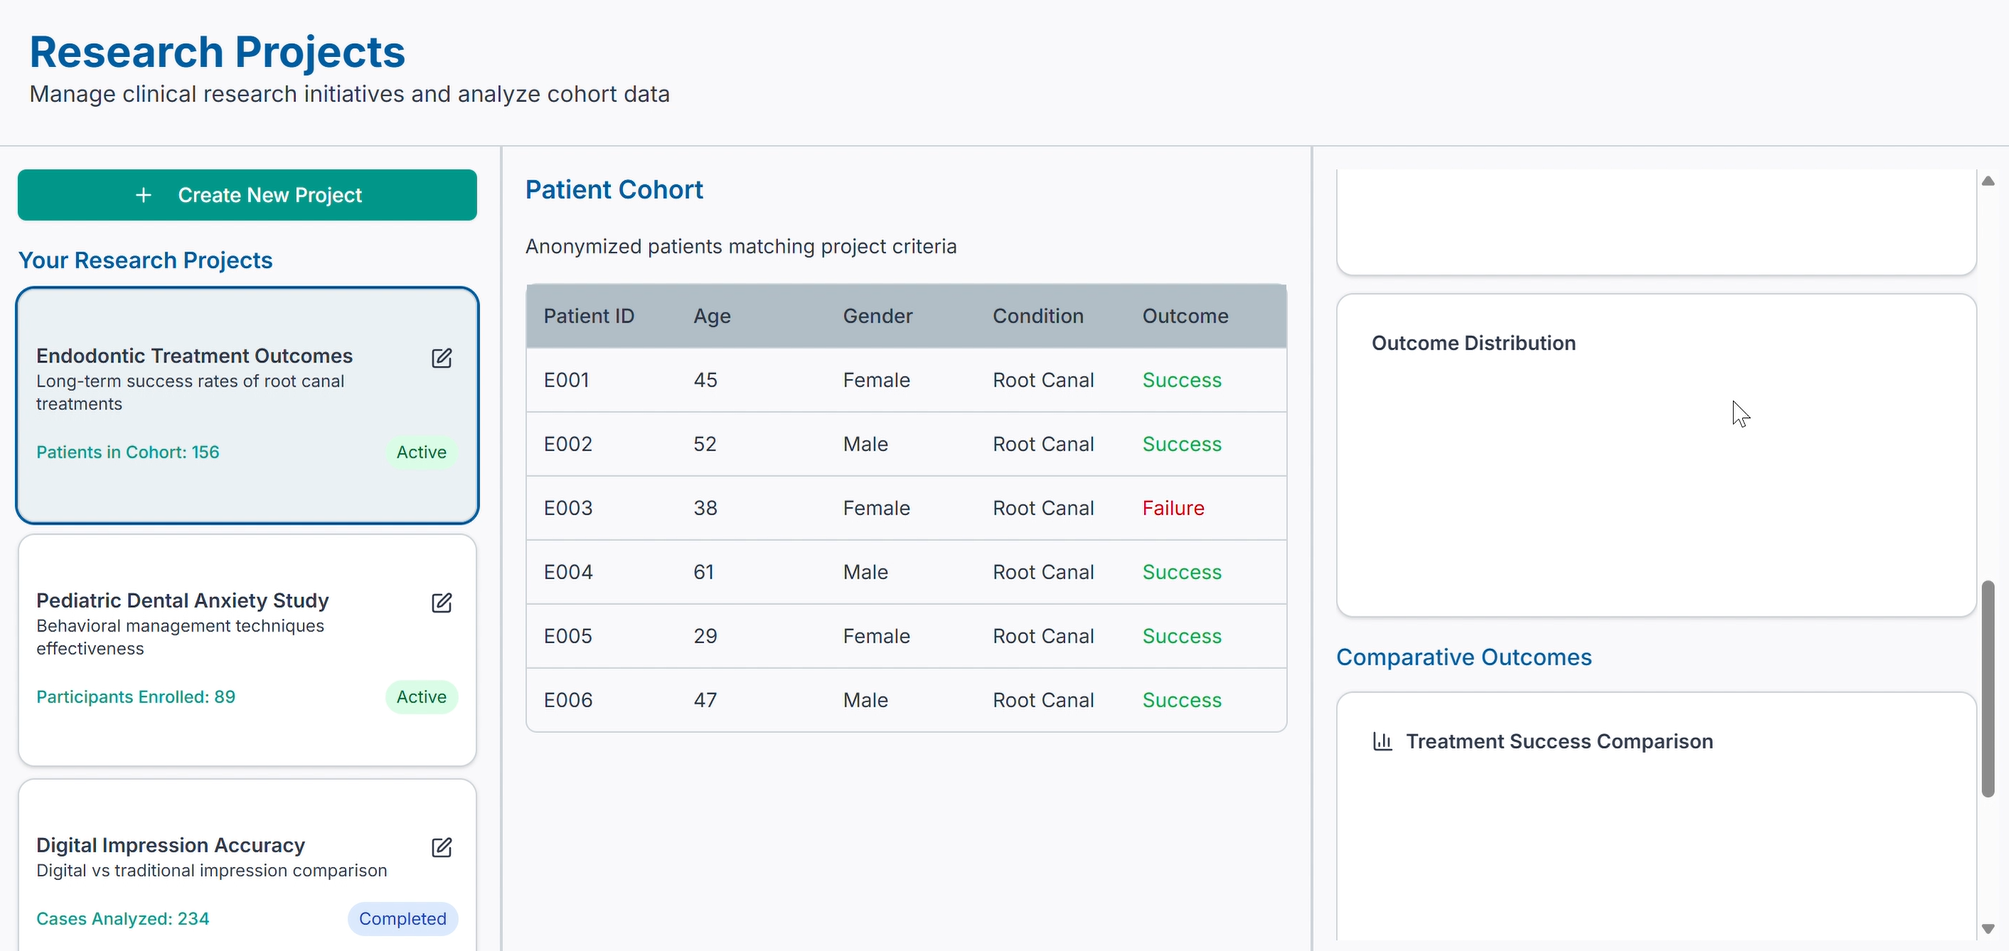 Research Projects
Manage clinical research initiatives and analyze cohort data
Create New Project
Your Research Projects
Endodontic Treatment Outcomes
Long-term success rates of root canal
treatments
Patients in Cohort: 156
Active
Pediatric Dental Anxiety Study
Behavioral management techniques
effectiveness
Participants Enrolled: 89
Active
Digital Impression Accuracy
Digital vs traditional impression comparison
Cases Analyzed: 234
Completed
Patient Cohort
Anonymized patients matching project criteria
Patient ID Age Gender Condition Outcome
E001 45 Female Root Canal Success
E002 52 Male Root Canal Success
E003 38 Female Root Canal Failure
E004 61 Male Root Canal Success
E005 29 Female Root Canal Success
E006 47 Male Root Canal Success
Outcome Distribution
Comparative Outcomes
Treatment Success Comparison